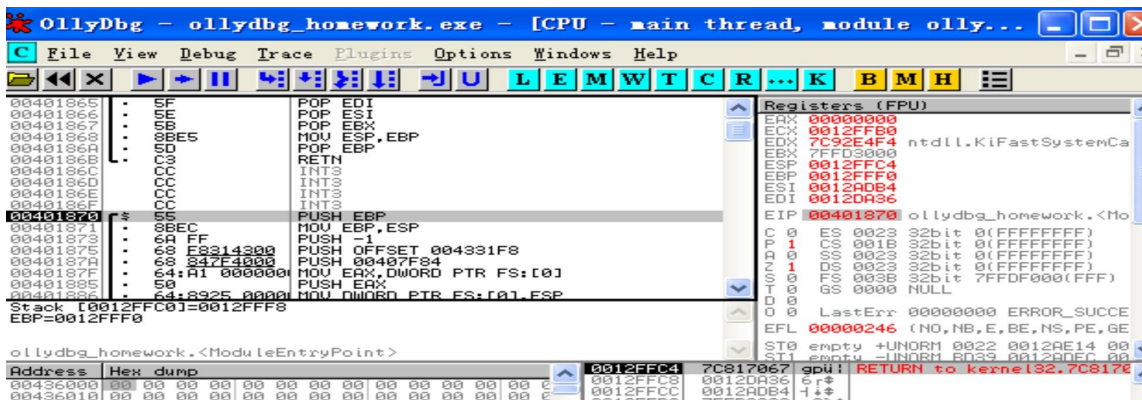 OllyDbg - ollydbg_homework.exe - [CPU - main thread, module olly...
C File View Debug Trace Plugins Options Windows Help
L E M W T C R ... K B M H
00401865 . 5F POP EDI
00401866 . 5E POP ESI
00401867 . 5B POP EBX
00401868 . 8BE5 MOV ESP,EBP
0040186A . 5D POP EBP
0040186B . C3 RETN
0040186C CC INT3
0040186D CC INT3
0040186E CC INT3
0040186F CC INT3
00401870 $ 55 PUSH EBP
00401871 . 8BEC MOV EBP,ESP
00401873 . 6A FF PUSH -1
00401875 . 68 F8314300 PUSH OFFSET 004331F8
0040187A . 68 847F4000 PUSH 00407F84
0040187F . 64:A1 0000000 MOV EAX,DWORD PTR FS:[0]
00401885 . 50 PUSH EAX
00401886 . 64:8925 0000 MOV DWORD PTR FS:[0],ESP
Stack [0012FFC0]=0012FFF8
EBP=0012FFF0
ollydbg_homework.<ModuleEntryPoint>
Registers (FPU)
EAX 00000000
ECX 0012FFB0
EDX 7C92E4F4 ntdll.KiFastSystemCa
EBX 7FFD3000
ESP 0012FFC4
EBP 0012FFF0
ESI 0012ADB4
EDI 0012DA36
EIP 00401870 ollydbg_homework.<Mo
C 0 ES 0023 32bit 0(FFFFFFFF)
P 1 CS 001B 32bit 0(FFFFFFFF)
A 0 SS 0023 32bit 0(FFFFFFFF)
Z 1 DS 0023 32bit 0(FFFFFFFF)
S 0 FS 003B 32bit 7FFDF000(FFF)
T 0 GS 0000 NULL
D 0
O 0 LastErr 00000000 ERROR_SUCCE
EFL 00000246 (NO,NB,E,BE,NS,PE,GE
ST0 empty +UNORM 0022 0012AE14 00
ST1 empty -UNORM BD39 0012ADEC 00
Address Hex dump
00436000 00 00 00 00 00 00 00 00 00 00 00 00 00
00436010 00 00 00 00 00 00 00 00 00 00 00 00 00
0012FFC4 7C817067 RETURN to kernel32.7C8170
0012FFC8 0012DA36
0012FFCC 0012ADB4